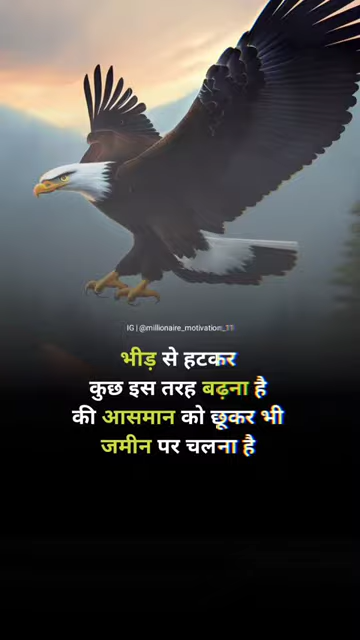 IG | @millionaire_motivation_11
भीड़ से हटकर
कुछ इस तरह बढ़ना है
की आसमान को छूकर भी
जमीन पर चलना है